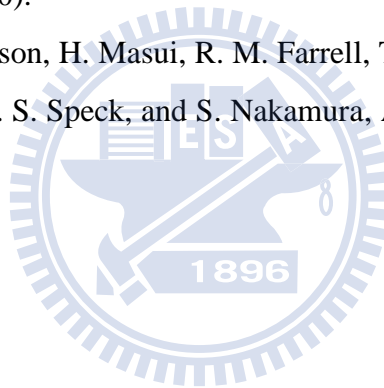 son, H. Masui, R. M. Farrell,
. S. Speck, and S. Nakamura,
E S A
1896